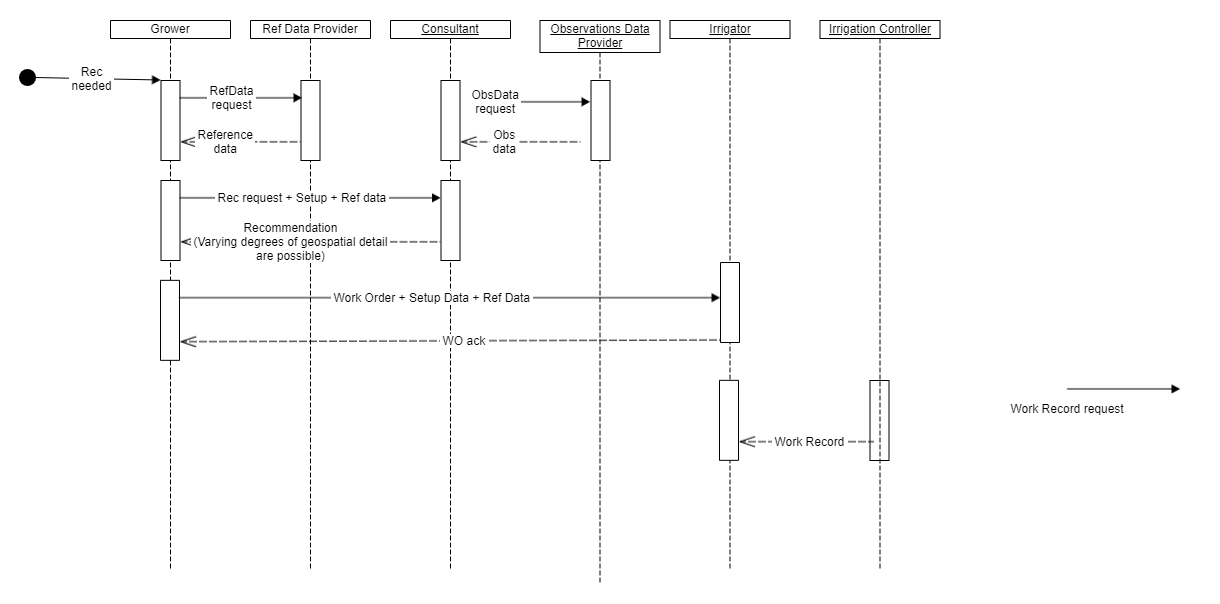 Grower
Ref Data Provider
Consultant
Observations Data
Provider
Irrigator
Irrigation Controller
Rec
needed
RefData
request
ObsData
request
Reference
data
Obs
data
Rec request + Setup + Ref data
Recommendation
(Varying degrees of geospatial detail
are possible)
Work Order + Setup Data + Ref Data
WO ack
Work Record request
Work Record